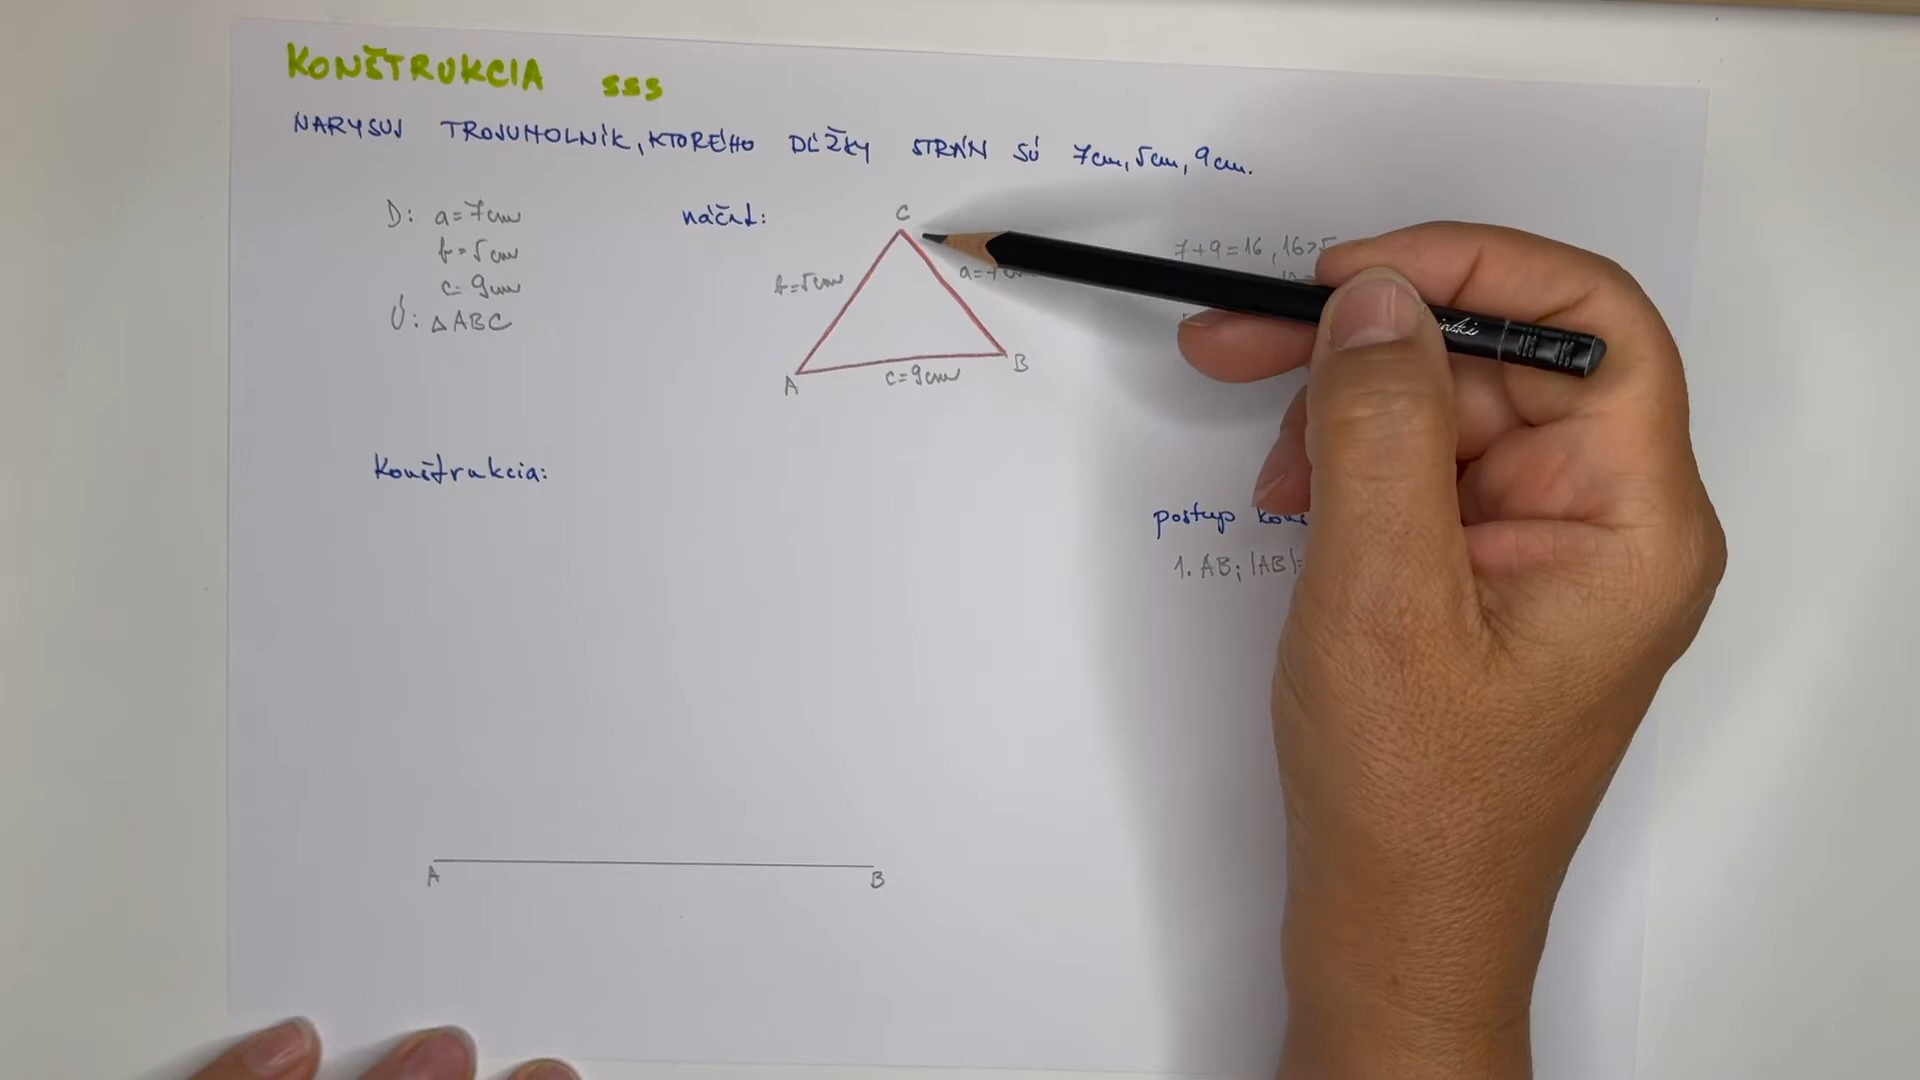 KONŠTRUKCIA sss
NARYSUJ TROJUHOLNÍK, KTORÉHO DĹŽKY STRÁN SÚ 7cm, 5cm, 9cm.
D: a=7cm
b=5cm
c=9cm
Ú: △ABC
náčrt:
C
b=5cm
a=7cm
A
c=9cm
B
7+9=16, 16>5
Konštrukcia:
postup
1. AB; |AB|=
A
B